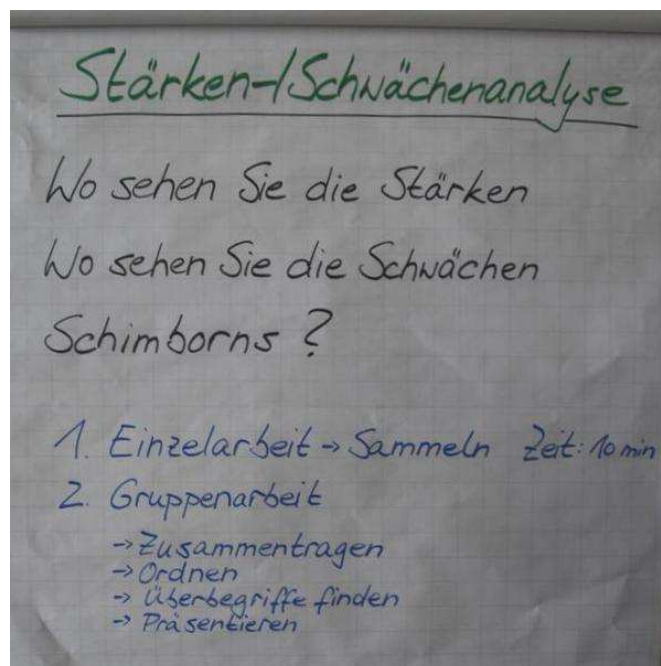 Stärken-/Schwächenanalyse
Wo sehen Sie die Stärken
Wo sehen Sie die Schwächen
Schimborns ?
1. Einzelarbeit → Sammeln Zeit: 10 min
2. Gruppenarbeit
→ Zusammentragen
→ Ordnen
→ Überbegriffe finden
→ Präsentieren